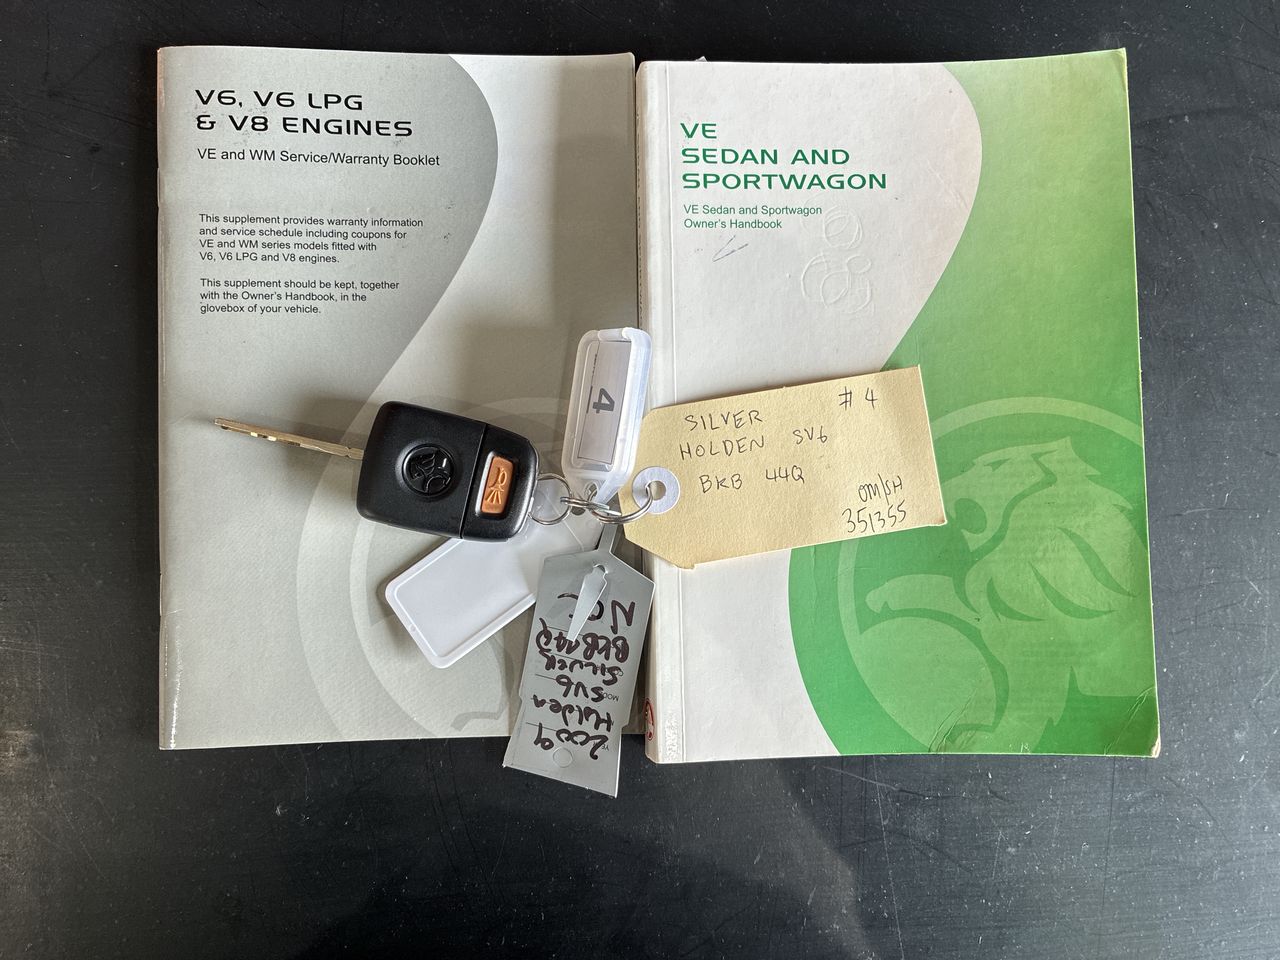 V6, V6 LPG
& V8 ENGINES
VE and WM Service/Warranty Booklet
This supplement provides warranty information
and service schedule including coupons for
VE and WM series models fitted with
V6, V6 LPG and V8 engines.
This supplement should be kept, together
with the Owner's Handbook, in the
glovebox of your vehicle.
VE
SEDAN AND
SPORTWAGON
VE Sedan and Sportwagon
Owner's Handbook
4
SILVER
# 4
HOLDEN SV6
BKB 44Q
OM/SH
351355
2009
Holden
SV6
SILVER
BKB44Q